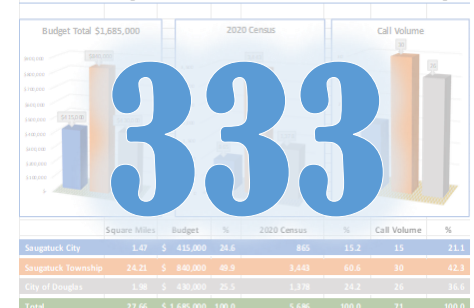 Budget Total $1,685,000 2020 Census Call Volume
333
Square Miles Budget % 2020 Census % Call Volume %
Saugatuck City 1.47 $ 415,000 24.6 865 15.2 15 21.1
Saugatuck Township 24.21 $ 840,000 49.9 3,443 60.6 30 42.3
City of Douglas 1.98 $ 430,000 25.5 1,378 24.2 26 36.6
Total 27.66 $ 1,685,000 100.0 5,686 100.0 71 100.0